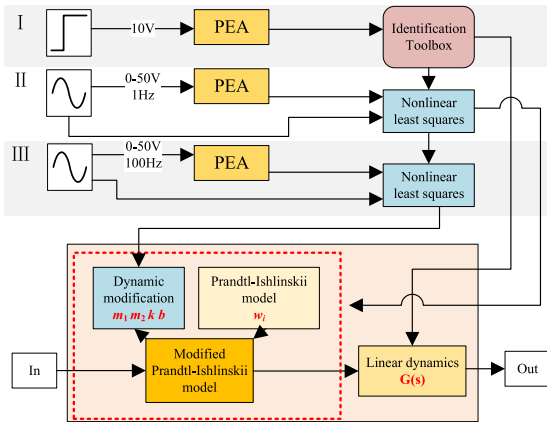 I
10V
PEA
Identification
Toolbox
II
0-50V
1Hz
PEA
Nonlinear
least squares
III
0-50V
100Hz
PEA
Nonlinear
least squares
Dynamic
modification
m₁ m₂ k b
Prandtl-Ishlinskii
model
wᵢ
In
Modified
Prandtl-Ishlinskii
model
Linear dynamics
G(s)
Out